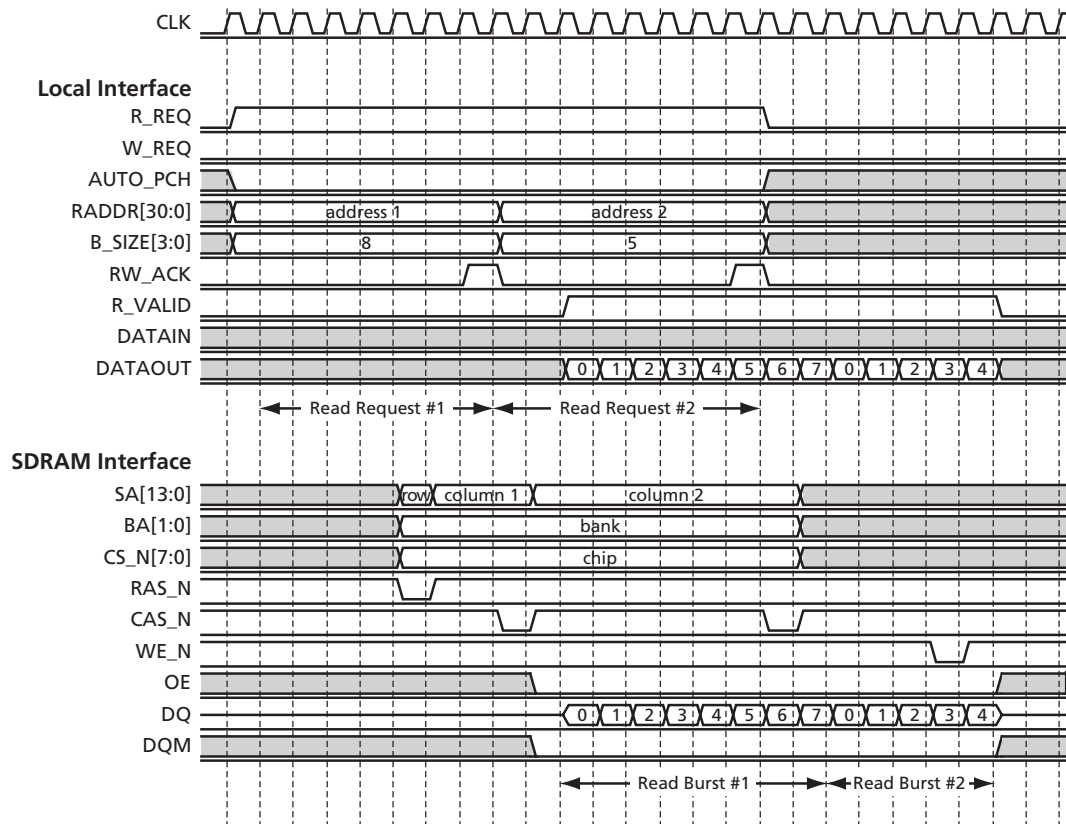 CLK
Local Interface
R_REQ
W_REQ
AUTO_PCH
RADDR[30:0] address 1 address 2
B_SIZE[3:0] 8 5
RW_ACK
R_VALID
DATAIN
DATAOUT 0 1 2 3 4 5 6 7 0 1 2 3 4
Read Request #1 Read Request #2
SDRAM Interface
SA[13:0] row column 1 column 2
BA[1:0] bank
CS_N[7:0] chip
RAS_N
CAS_N
WE_N
OE
DQ 0 1 2 3 4 5 6 7 0 1 2 3 4
DQM
Read Burst #1 Read Burst #2